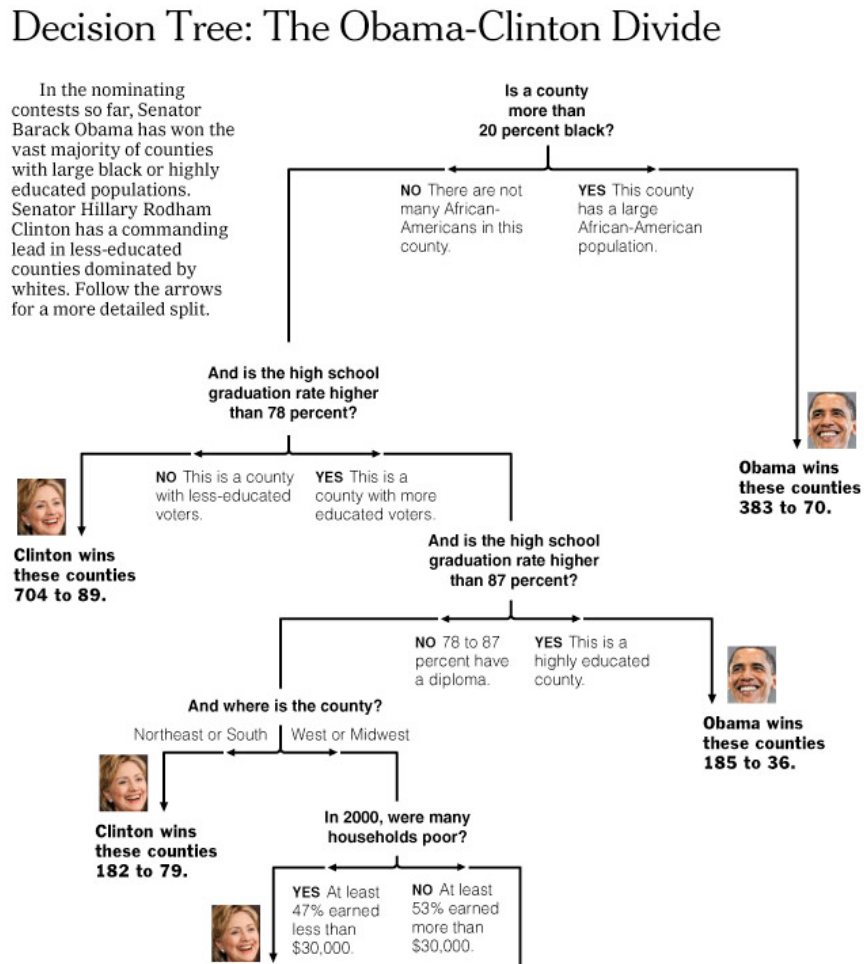 Decision Tree: The Obama-Clinton Divide
In the nominating
contests so far, Senator
Barack Obama has won the
vast majority of counties
with large black or highly
educated populations.
Senator Hillary Rodham
Clinton has a commanding
lead in less-educated
counties dominated by
whites. Follow the arrows
for a more detailed split.
Is a county
more than
20 percent black?
NO There are not
many African-
Americans in this
county.
YES This county
has a large
African-American
population.
And is the high school
graduation rate higher
than 78 percent?
Obama wins
these counties
383 to 70.
NO This is a county
with less-educated
voters.
YES This is a
county with more
educated voters.
Clinton wins
these counties
704 to 89.
And is the high school
graduation rate higher
than 87 percent?
NO 78 to 87
percent have
a diploma.
YES This is a
highly educated
county.
Obama wins
these counties
185 to 36.
And where is the county?
Northeast or South
West or Midwest
Clinton wins
these counties
182 to 79.
In 2000, were many
households poor?
YES At least
47% earned
less than
$30,000.
NO At least
53% earned
more than
$30,000.